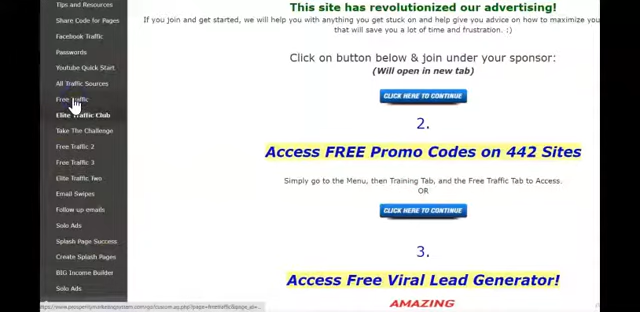 Tips and Resources
Share Code for Pages
Facebook Traffic
Passwords
Youtube Quick Start
All Traffic Sources
Free Traffic
Elite Traffic Club
Take The Challenge
Free Traffic 2
Free Traffic 3
Elite Traffic Two
Email Swipes
Follow up emails
Solo Ads
Splash Page Success
Create Splash Pages
BIG Income Builder
Solo Ads
This site has revolutionized our advertising!
If you join and get started, we will help you with anything you get stuck on and help give you advice on how to maximize you
that will save you a lot of time and frustration. :)
Click on button below & join under your sponsor:
(Will open in new tab)
CLICK HERE TO CONTINUE
2.
Access FREE Promo Codes on 442 Sites
Simply go to the Menu, then Training Tab, and the Free Traffic Tab to Access.
OR
CLICK HERE TO CONTINUE
3.
Access Free Viral Lead Generator!
AMAZING